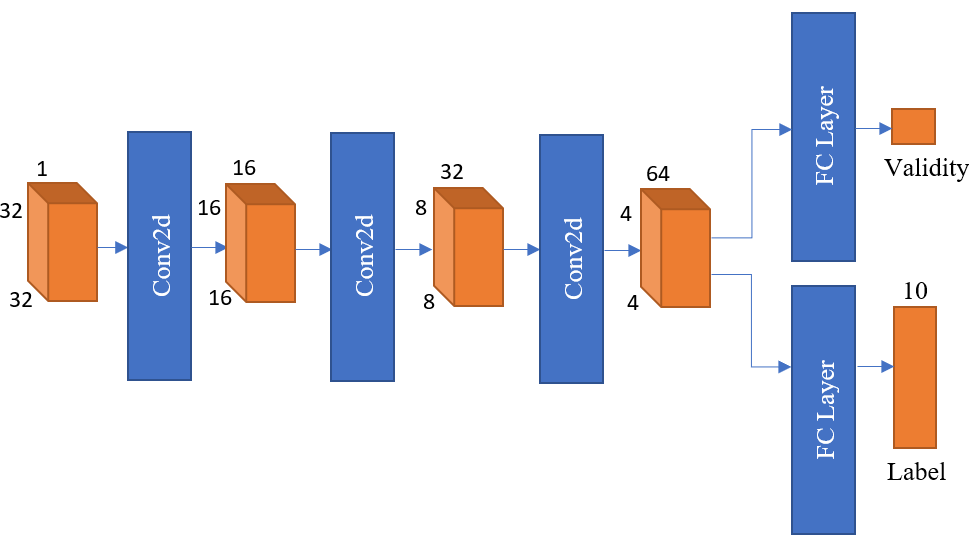 1
32
32
Conv2d
16
16
16
Conv2d
32
8
8
Conv2d
64
4
4
FC Layer
Validity
FC Layer
10
Label